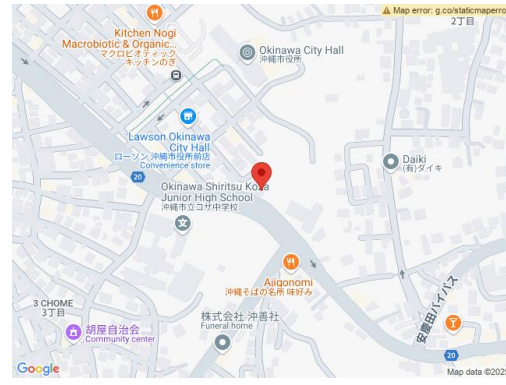 Map error: g.co/staticmaperro
2丁目
Kitchen Nogi
Macrobiotic & Organic...
マクロビオティック
キッチンのぎ
Okinawa City Hall
沖縄市役所
Lawson Okinawa
City Hall
ローソン 沖縄市役所前店
Convenience store
Daiki
(有)ダイキ
20
Okinawa Shiritsu Koza
Junior High School
沖縄市立コザ中学校
文
Ajigonomi
沖縄そばの名所 味好み
3 CHOME
3丁目
胡屋自治会
Community center
株式会社 沖善社
Funeral home
安慶田バイパス
20
Google
Map data ©2025